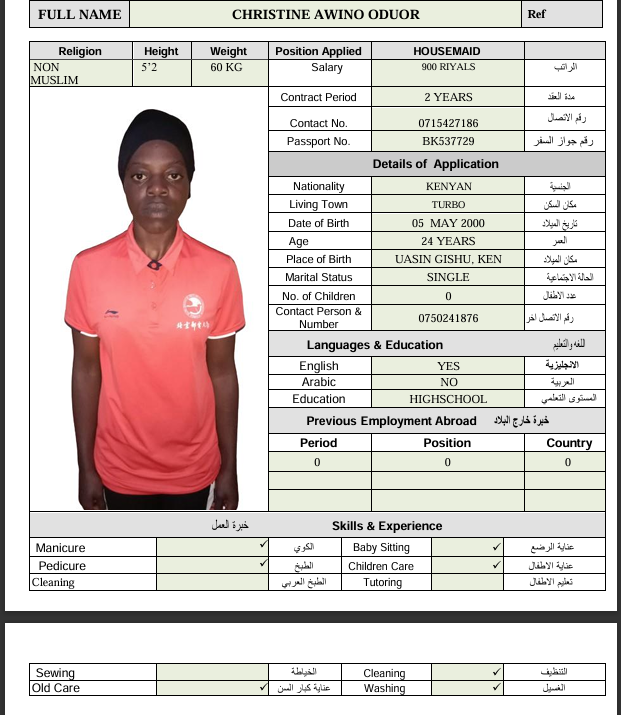 FULL NAME CHRISTINE AWINO ODUOR Ref
Religion Height Weight Position Applied HOUSEMAID
NON MUSLIM 5’2 60 KG Salary 900 RIYALS الراتب
Contract Period 2 YEARS مدة العقد
Contact No. 0715427186 رقم الاتصال
Passport No. BK537729 رقم جواز السفر
Details of Application
Nationality KENYAN الجنسية
Living Town TURBO مكان السكن
Date of Birth 05 MAY 2000 تاريخ الميلاد
Age 24 YEARS العمر
Place of Birth UASIN GISHU, KEN مكان الميلاد
Marital Status SINGLE الحالة الاجتماعية
No. of Children 0 عدد الاطفال
Contact Person & Number 0750241876 رقم الاتصال اخر
Languages & Education اللغه والتعليم
English YES الانجليزية
Arabic NO العربية
Education HIGHSCHOOL المستوى التعلمي
Previous Employment Abroad خبرة خارج البلاد
Period Position Country
0 0 0
خبرة العمل Skills & Experience
Manicure ✓ الكوي Baby Sitting ✓ عناية الرضع
Pedicure ✓ الطبخ Children Care ✓ عناية الاطفال
Cleaning الطبخ العربي Tutoring تعليم الاطفال
Sewing الخياطة Cleaning ✓ التنظيف
Old Care ✓ عناية كبار السن Washing ✓ الغسيل